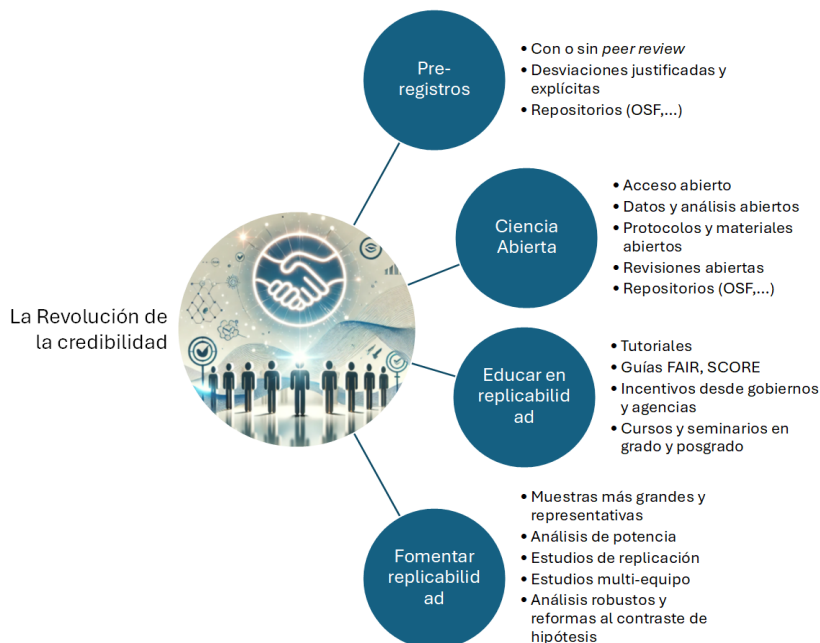 Pre-
registros
• Con o sin peer review
• Desviaciones justificadas y
explícitas
• Repositorios (OSF,...)
Ciencia
Abierta
• Acceso abierto
• Datos y análisis abiertos
• Protocolos y materiales
abiertos
• Revisiones abiertas
• Repositorios (OSF,...)
La Revolución de
la credibilidad
Educar en
replicabilid
ad
• Tutoriales
• Guías FAIR, SCORE
• Incentivos desde gobiernos
y agencias
• Cursos y seminarios en
grado y posgrado
Fomentar
replicabilid
ad
• Muestras más grandes y
representativas
• Análisis de potencia
• Estudios de replicación
• Estudios multi-equipo
• Análisis robustos y
reformas al contraste de
hipótesis